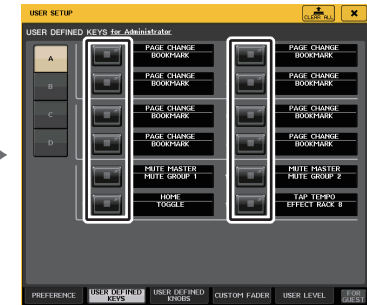 USER SETUP
CLEAR ALL
USER DEFINED KEYS for Administrator
A
PAGE CHANGE
BOOKMARK
PAGE CHANGE
BOOKMARK
B
PAGE CHANGE
BOOKMARK
PAGE CHANGE
BOOKMARK
C
PAGE CHANGE
BOOKMARK
PAGE CHANGE
BOOKMARK
D
PAGE CHANGE
BOOKMARK
PAGE CHANGE
BOOKMARK
MUTE MASTER
MUTE GROUP 1
MUTE MASTER
MUTE GROUP 2
HOME
TOGGLE
TAP TEMPO
EFFECT RACK 8
PREFERENCE
USER DEFINED
KEYS
USER DEFINED
KNOBS
CUSTOM FADER
USER LEVEL
FOR
GUEST